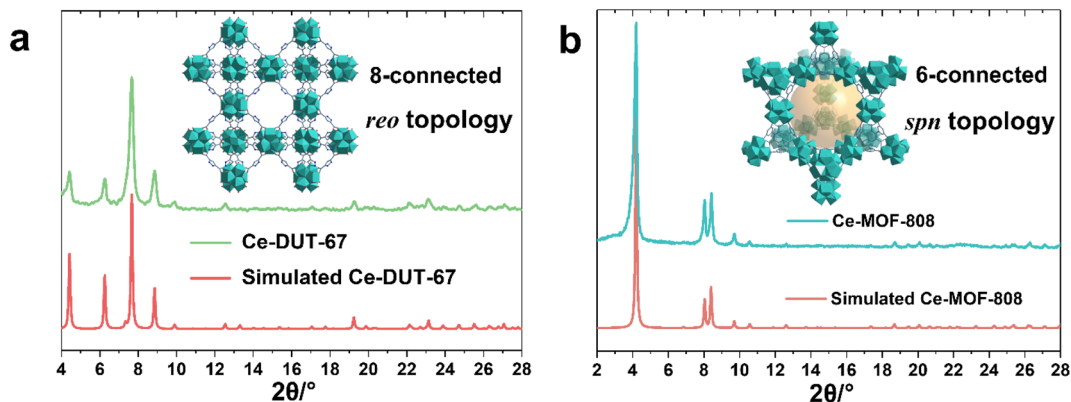 a
8-connected
reo topology
Ce-DUT-67
Simulated Ce-DUT-67
4 6 8 10 12 14 16 18 20 22 24 26 28
2θ/°
b
6-connected
spn topology
Ce-MOF-808
Simulated Ce-MOF-808
2 4 6 8 10 12 14 16 18 20 22 24 26 28
2θ/°